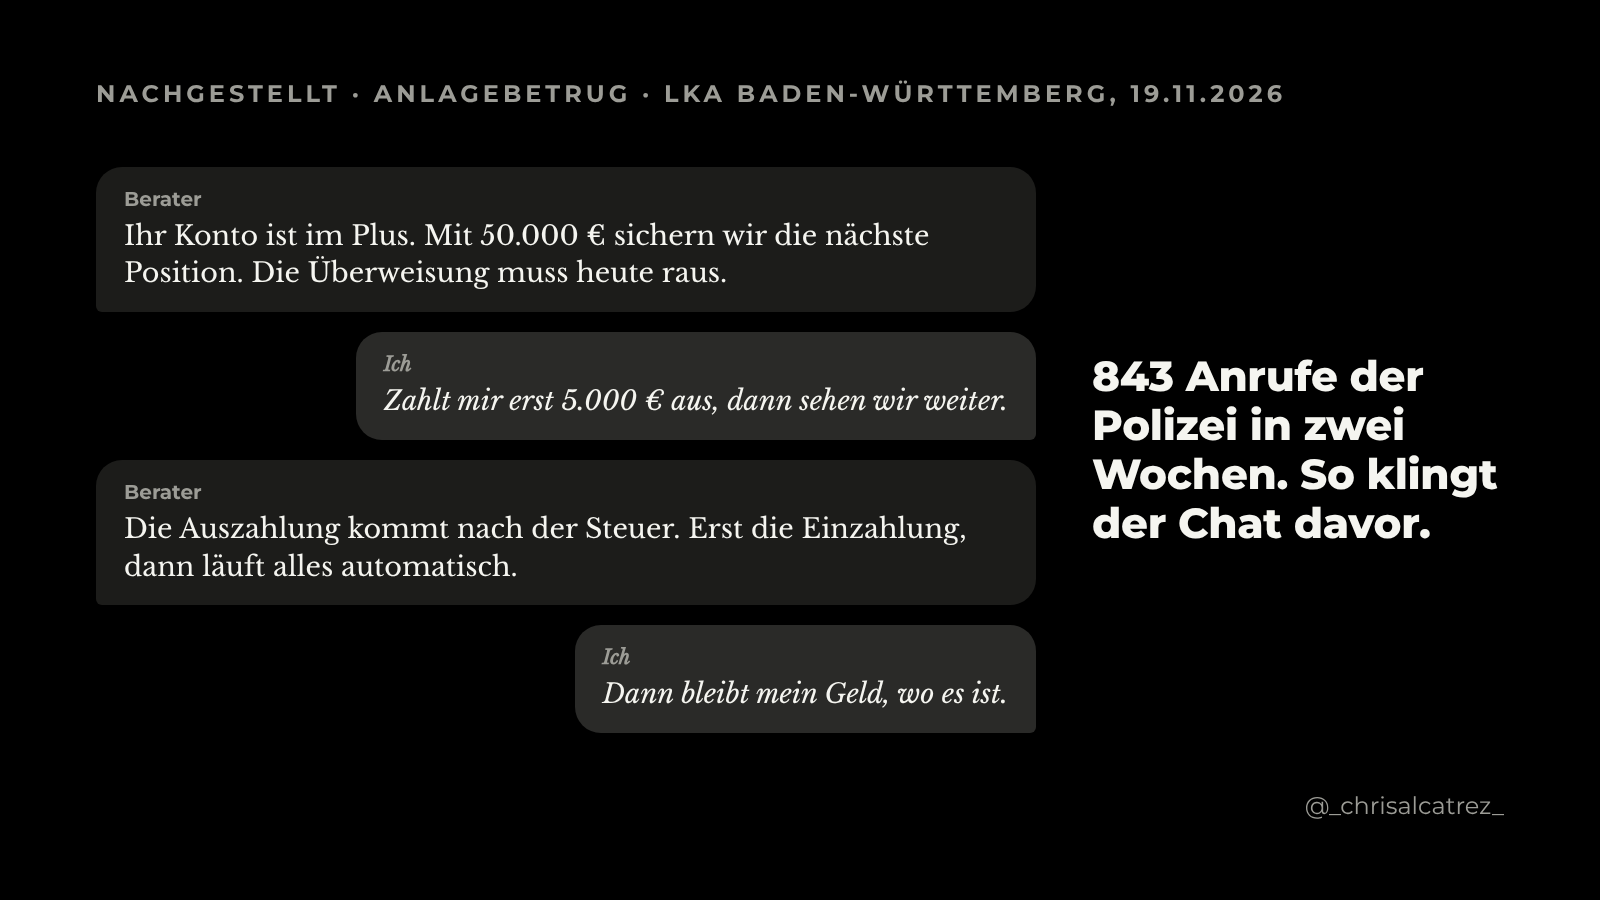 NACHGESTELLT · ANLAGEBETRUG · LKA BADEN-WÜRTTEMBERG, 19.11.2026
Berater
Ihr Konto ist im Plus. Mit 50.000 € sichern wir die nächste
Position. Die Überweisung muss heute raus.
Ich
Zahlt mir erst 5.000 € aus, dann sehen wir weiter.
Berater
Die Auszahlung kommt nach der Steuer. Erst die Einzahlung,
dann läuft alles automatisch.
Ich
Dann bleibt mein Geld, wo es ist.
843 Anrufe der
Polizei in zwei
Wochen. So klingt
der Chat davor.
@_chrisalcatrez_